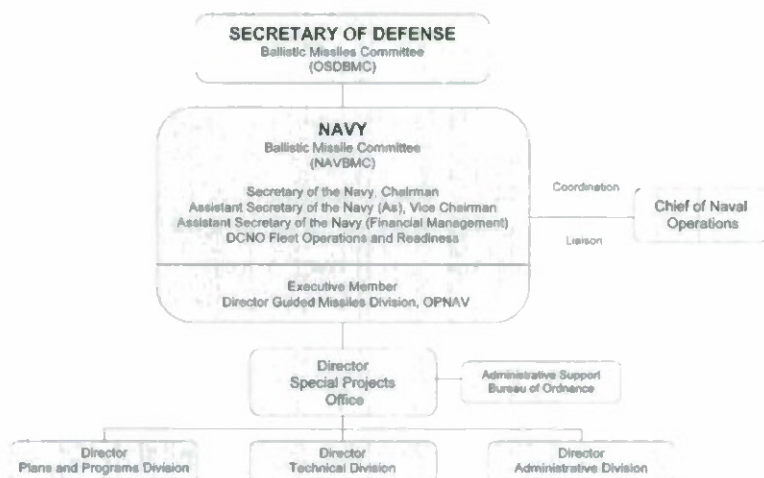 SECRETARY OF DEFENSE
Ballistic Missiles Committee
(OSDBMC)
NAVY
Ballistic Missile Committee
(NAVBMC)
Secretary of the Navy, Chairman
Assistant Secretary of the Navy (As), Vice Chairman
Assistant Secretary of the Navy (Financial Management)
DCNO Fleet Operations and Readiness
Executive Member
Director Guided Missiles Division, OPNAV
Coordination
Liaison
Chief of Naval
Operations
Director
Special Projects
Office
Administrative Support
Bureau of Ordnance
Director
Plans and Programs Division
Director
Technical Division
Director
Administrative Division